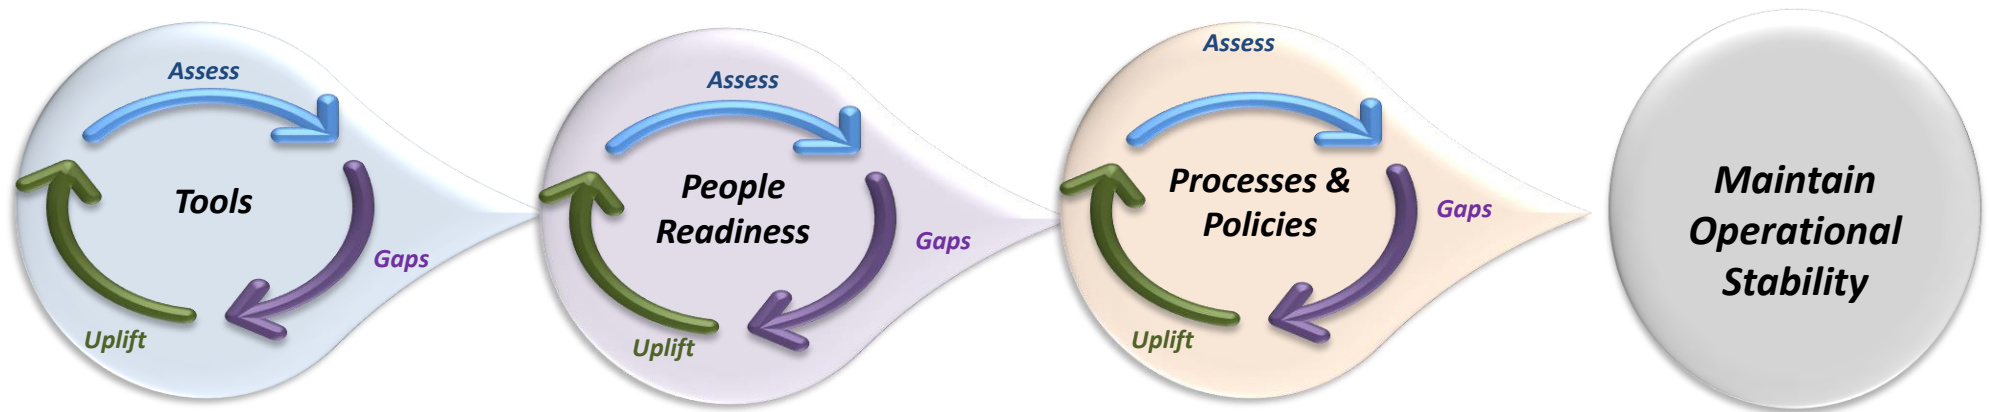 Assess
Tools
Gaps
Uplift
Assess
People
Readiness
Gaps
Uplift
Assess
Processes &
Policies
Gaps
Uplift
Maintain
Operational
Stability